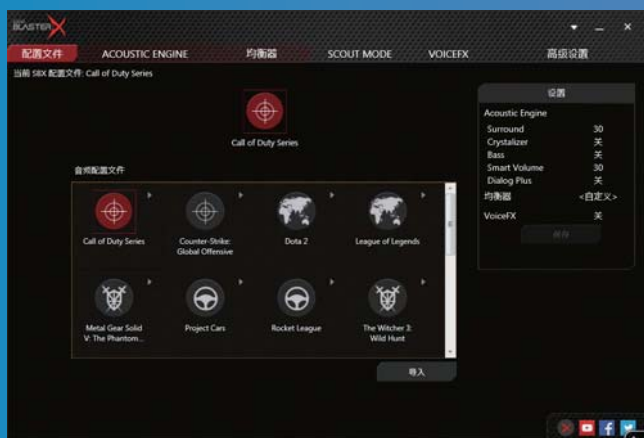 BLASTERX
配置文件 ACOUSTIC ENGINE 均衡器 SCOUT MODE VOICEFX 高级设置
当前 SBX 配置文件: Call of Duty Series
Call of Duty Series
音频配置文件
Call of Duty Series
Counter-Strike:
Global Offensive
Dota 2
League of Legends
Metal Gear Solid
V: The Phantom...
Project Cars
Rocket League
The Witcher 3:
Wild Hunt
导入
设置
Acoustic Engine
Surround 30
Crystalizer 关
Bass 关
Smart Volume 30
Dialog Plus 关
均衡器 <自定义>
VoiceFX 关